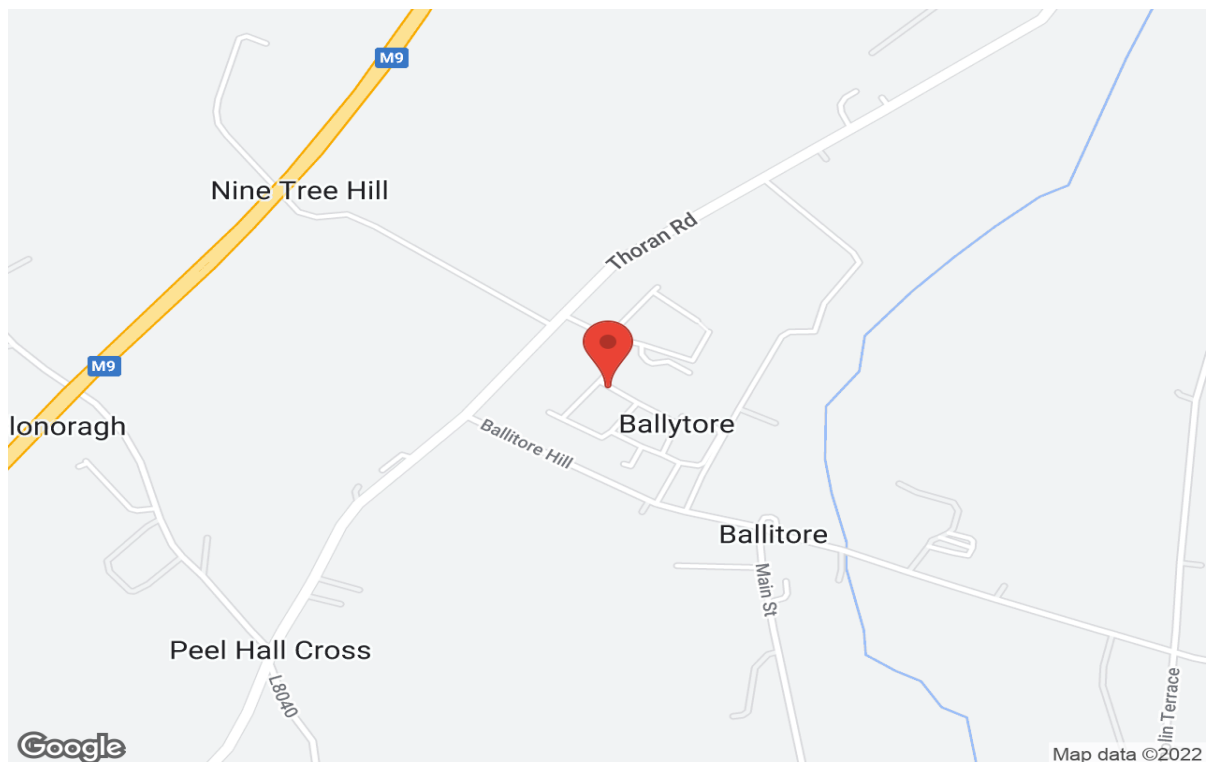 M9
Nine Tree Hill
Thoran Rd
M9
lonoragh
Ballitore Hill
Ballytore
Ballitore
Main St
Peel Hall Cross
L8040
olin Terrace
Google
Map data ©2022